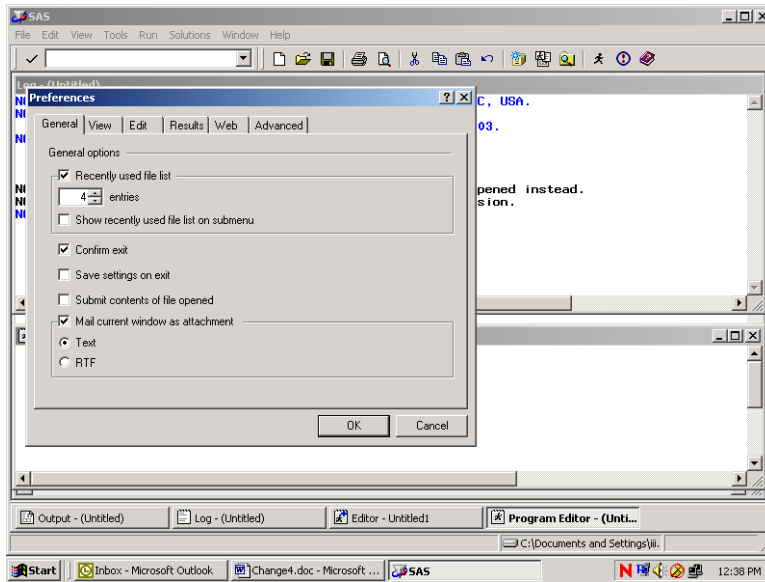 SAS
File Edit View Tools Run Solutions Window Help
Log - (Untitled)
Preferences
C, USA.
General View Edit Results Web Advanced
03.
General options
Recently used file list
4 entries
pened instead.
sion.
Show recently used file list on submenu
Confirm exit
Save settings on exit
Submit contents of file opened
Mail current window as attachment
Text
RTF
OK Cancel
Output - (Untitled) Log - (Untitled) Editor - Untitled1 Program Editor - (Unti...
C:\Documents and Settings\iii.
Start Inbox - Microsoft Outlook Change4.doc - Microsoft ... SAS 12:38 PM